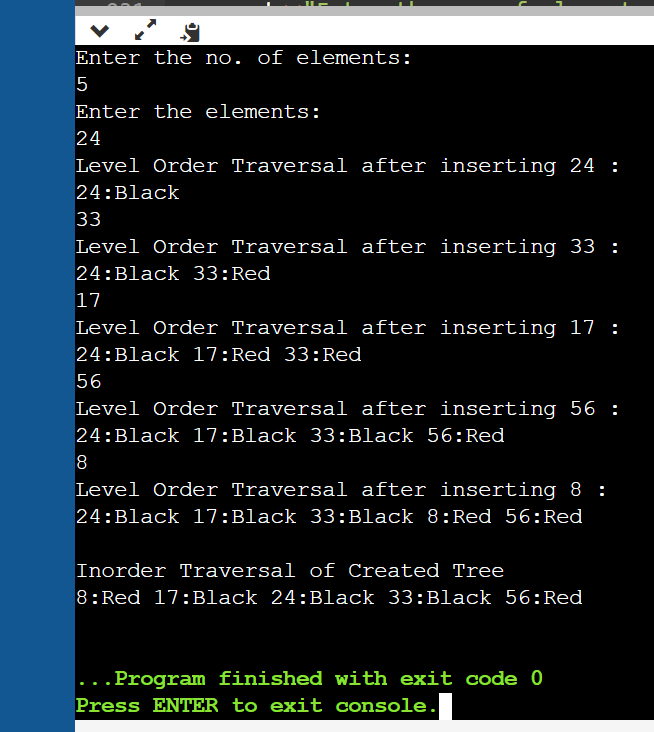 Enter the no. of elements:
5
Enter the elements:
24
Level Order Traversal after inserting 24 :
24:Black
33
Level Order Traversal after inserting 33 :
24:Black 33:Red
17
Level Order Traversal after inserting 17 :
24:Black 17:Red 33:Red
56
Level Order Traversal after inserting 56 :
24:Black 17:Black 33:Black 56:Red
8
Level Order Traversal after inserting 8 :
24:Black 17:Black 33:Black 8:Red 56:Red
Inorder Traversal of Created Tree
8:Red 17:Black 24:Black 33:Black 56:Red
...Program finished with exit code 0
Press ENTER to exit console.